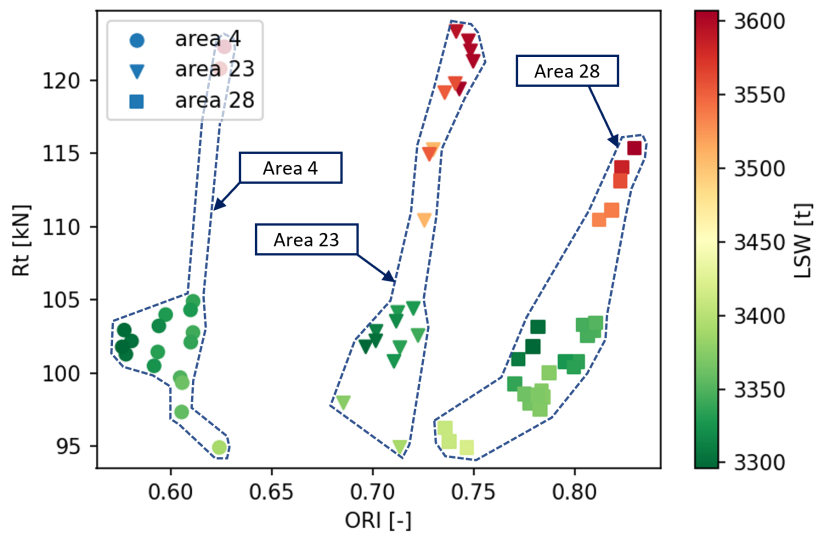 area 4
area 23
area 28
Area 4
Area 23
Area 28
120
115
110
105
100
95
Rt [kN]
0.60
0.65
0.70
0.75
0.80
ORI [-]
3600
3550
3500
3450
3400
3350
3300
LSW [t]